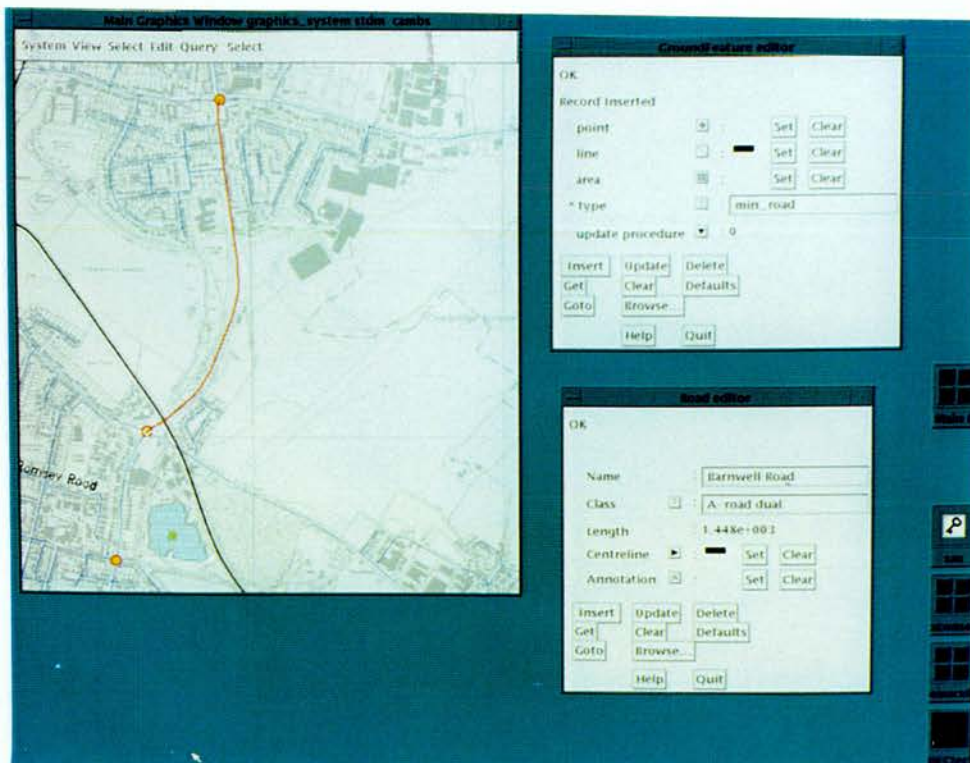 Main Graphics Window graphics_system stdm cambs
System View Select Edit Query Select
Romsey Road
GroundFeature editor
OK
Record Inserted
point : Set Clear
line : Set Clear
area : Set Clear
* type min_road
update procedure : 0
Insert Update Delete
Get Clear Defaults
Goto Browse...
Help Quit
Road editor
OK
Name : Barnwell Road
Class : A road dual
Length : 1.448e+003
Centreline : Set Clear
Annotation : Set Clear
Insert Update Delete
Get Clear Defaults
Goto Browse...
Help Quit